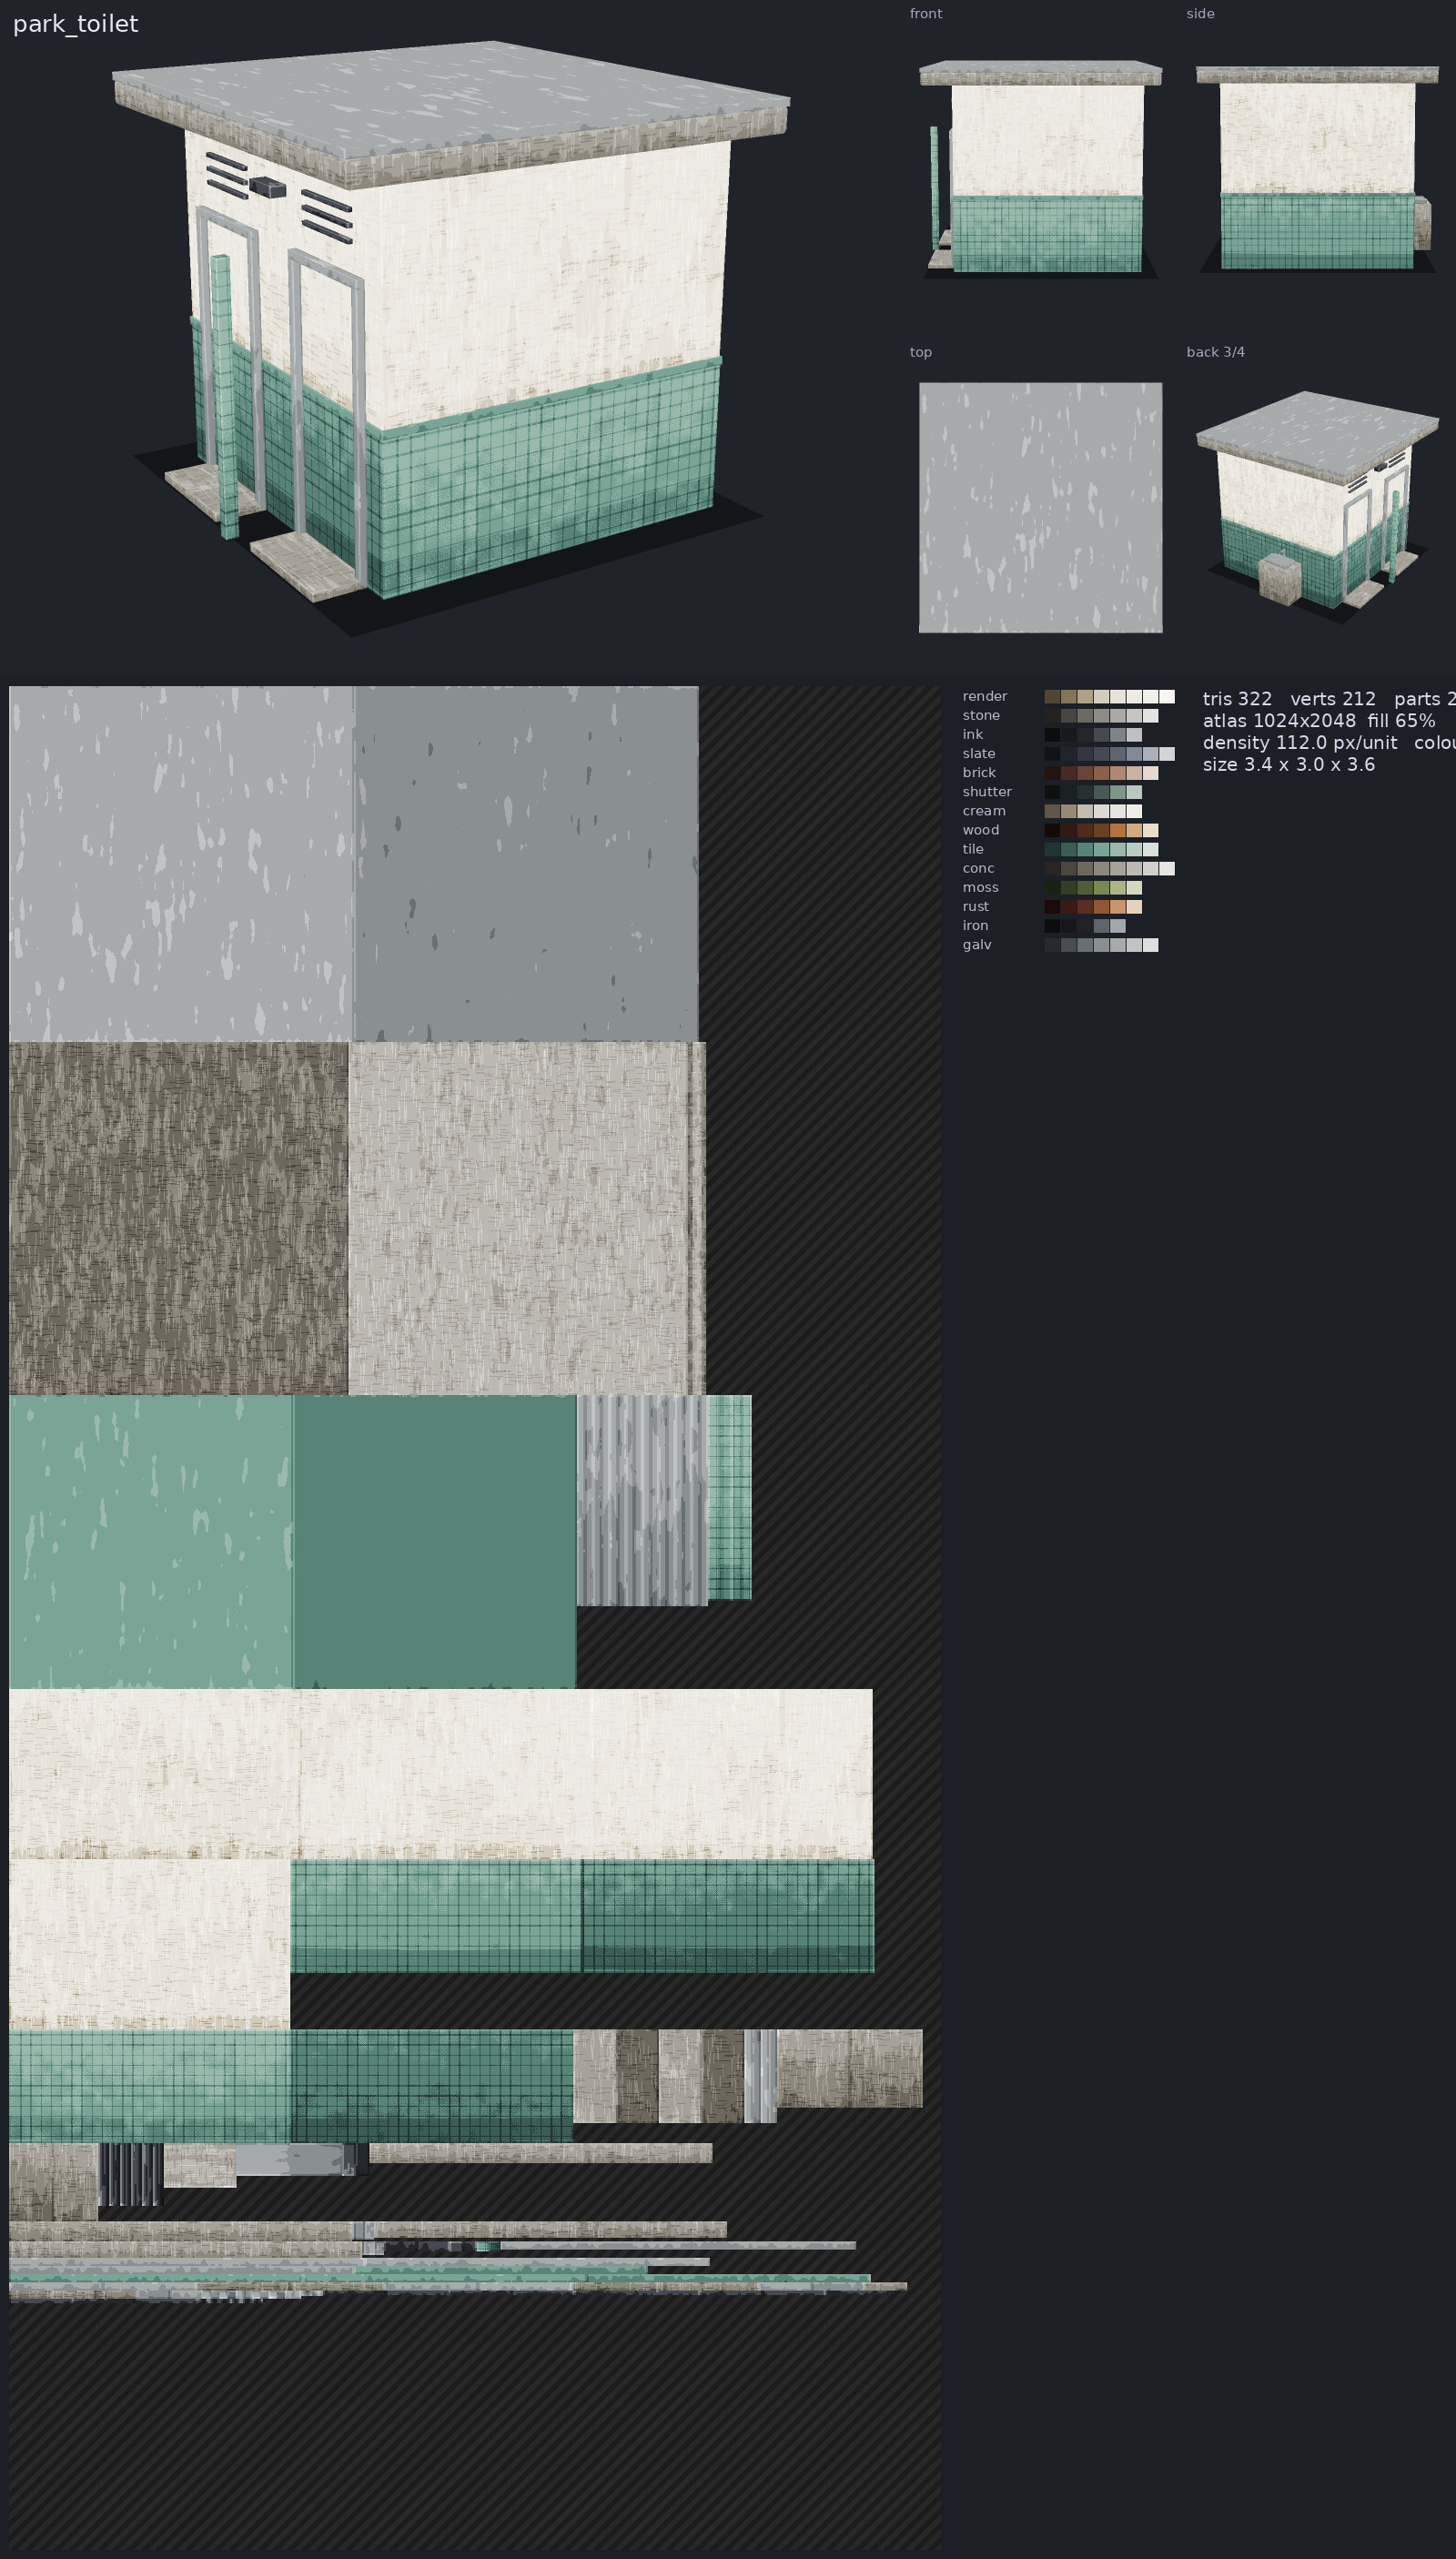 park_toilet
front
side
top
back 3/4
render
stone
ink
slate
brick
shutter
cream
wood
tile
conc
moss
rust
iron
galv
tris 322 verts 212 parts 2
atlas 1024x2048 fill 65%
density 112.0 px/unit colou
size 3.4 x 3.0 x 3.6